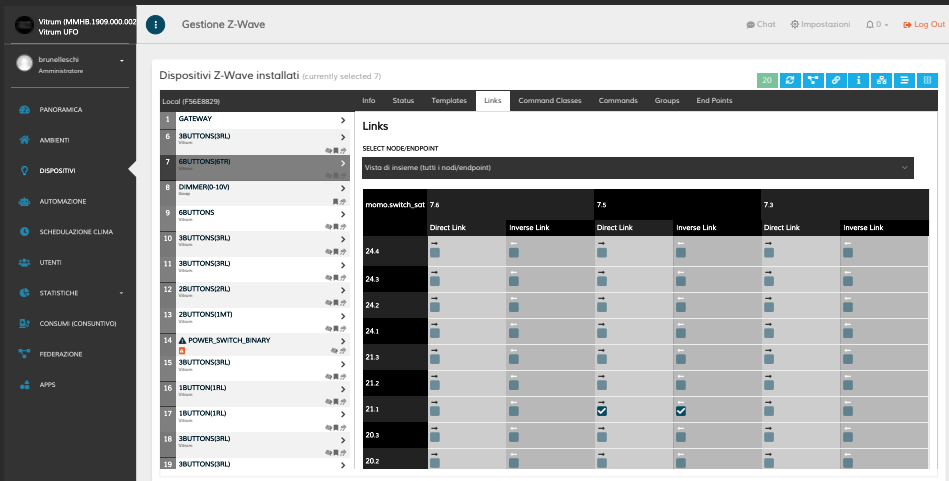 Vitrum (MMHB.1909.000.002
Vitrum UFO
Gestione Z-Wave
Chat
Impostazioni
0
Log Out
brunelleschi
Amministratore
PANORAMICA
AMBIENTI
DISPOSITIVI
AUTOMAZIONE
SCHEDULAZIONE CLIMA
UTENTI
STATISTICHE
CONSUMI (CONSUNTIVO)
FEDERAZIONE
APPS
Dispositivi Z-Wave installati (currently selected 7)
20
Local (F56E8829)
1 GATEWAY
6 3BUTTONS(3RL)
Vitrum
7 6BUTTONS(6TR)
Vitrum
8 DIMMER(0-10V)
9 6BUTTONS
Vitrum
10 3BUTTONS(3RL)
Vitrum
11 3BUTTONS(3RL)
Vitrum
12 2BUTTONS(2RL)
Vitrum
13 2BUTTONS(1MT)
Vitrum
14 POWER_SWITCH_BINARY
15 3BUTTONS(3RL)
Vitrum
16 1BUTTON(1RL)
Vitrum
17 1BUTTON(1RL)
Vitrum
18 3BUTTONS(3RL)
Vitrum
19 3BUTTONS(3RL)
Info Status Templates Links Command Classes Commands Groups End Points
Links
SELECT NODE/ENDPOINT
Vista di insieme (tutti i nodi/endpoint)
momo.switch_sat 7.6 7.5 7.3
Direct Link Inverse Link Direct Link Inverse Link Direct Link Inverse Link
24.4
24.3
24.2
24.1
21.3
21.2
21.1
20.3
20.2